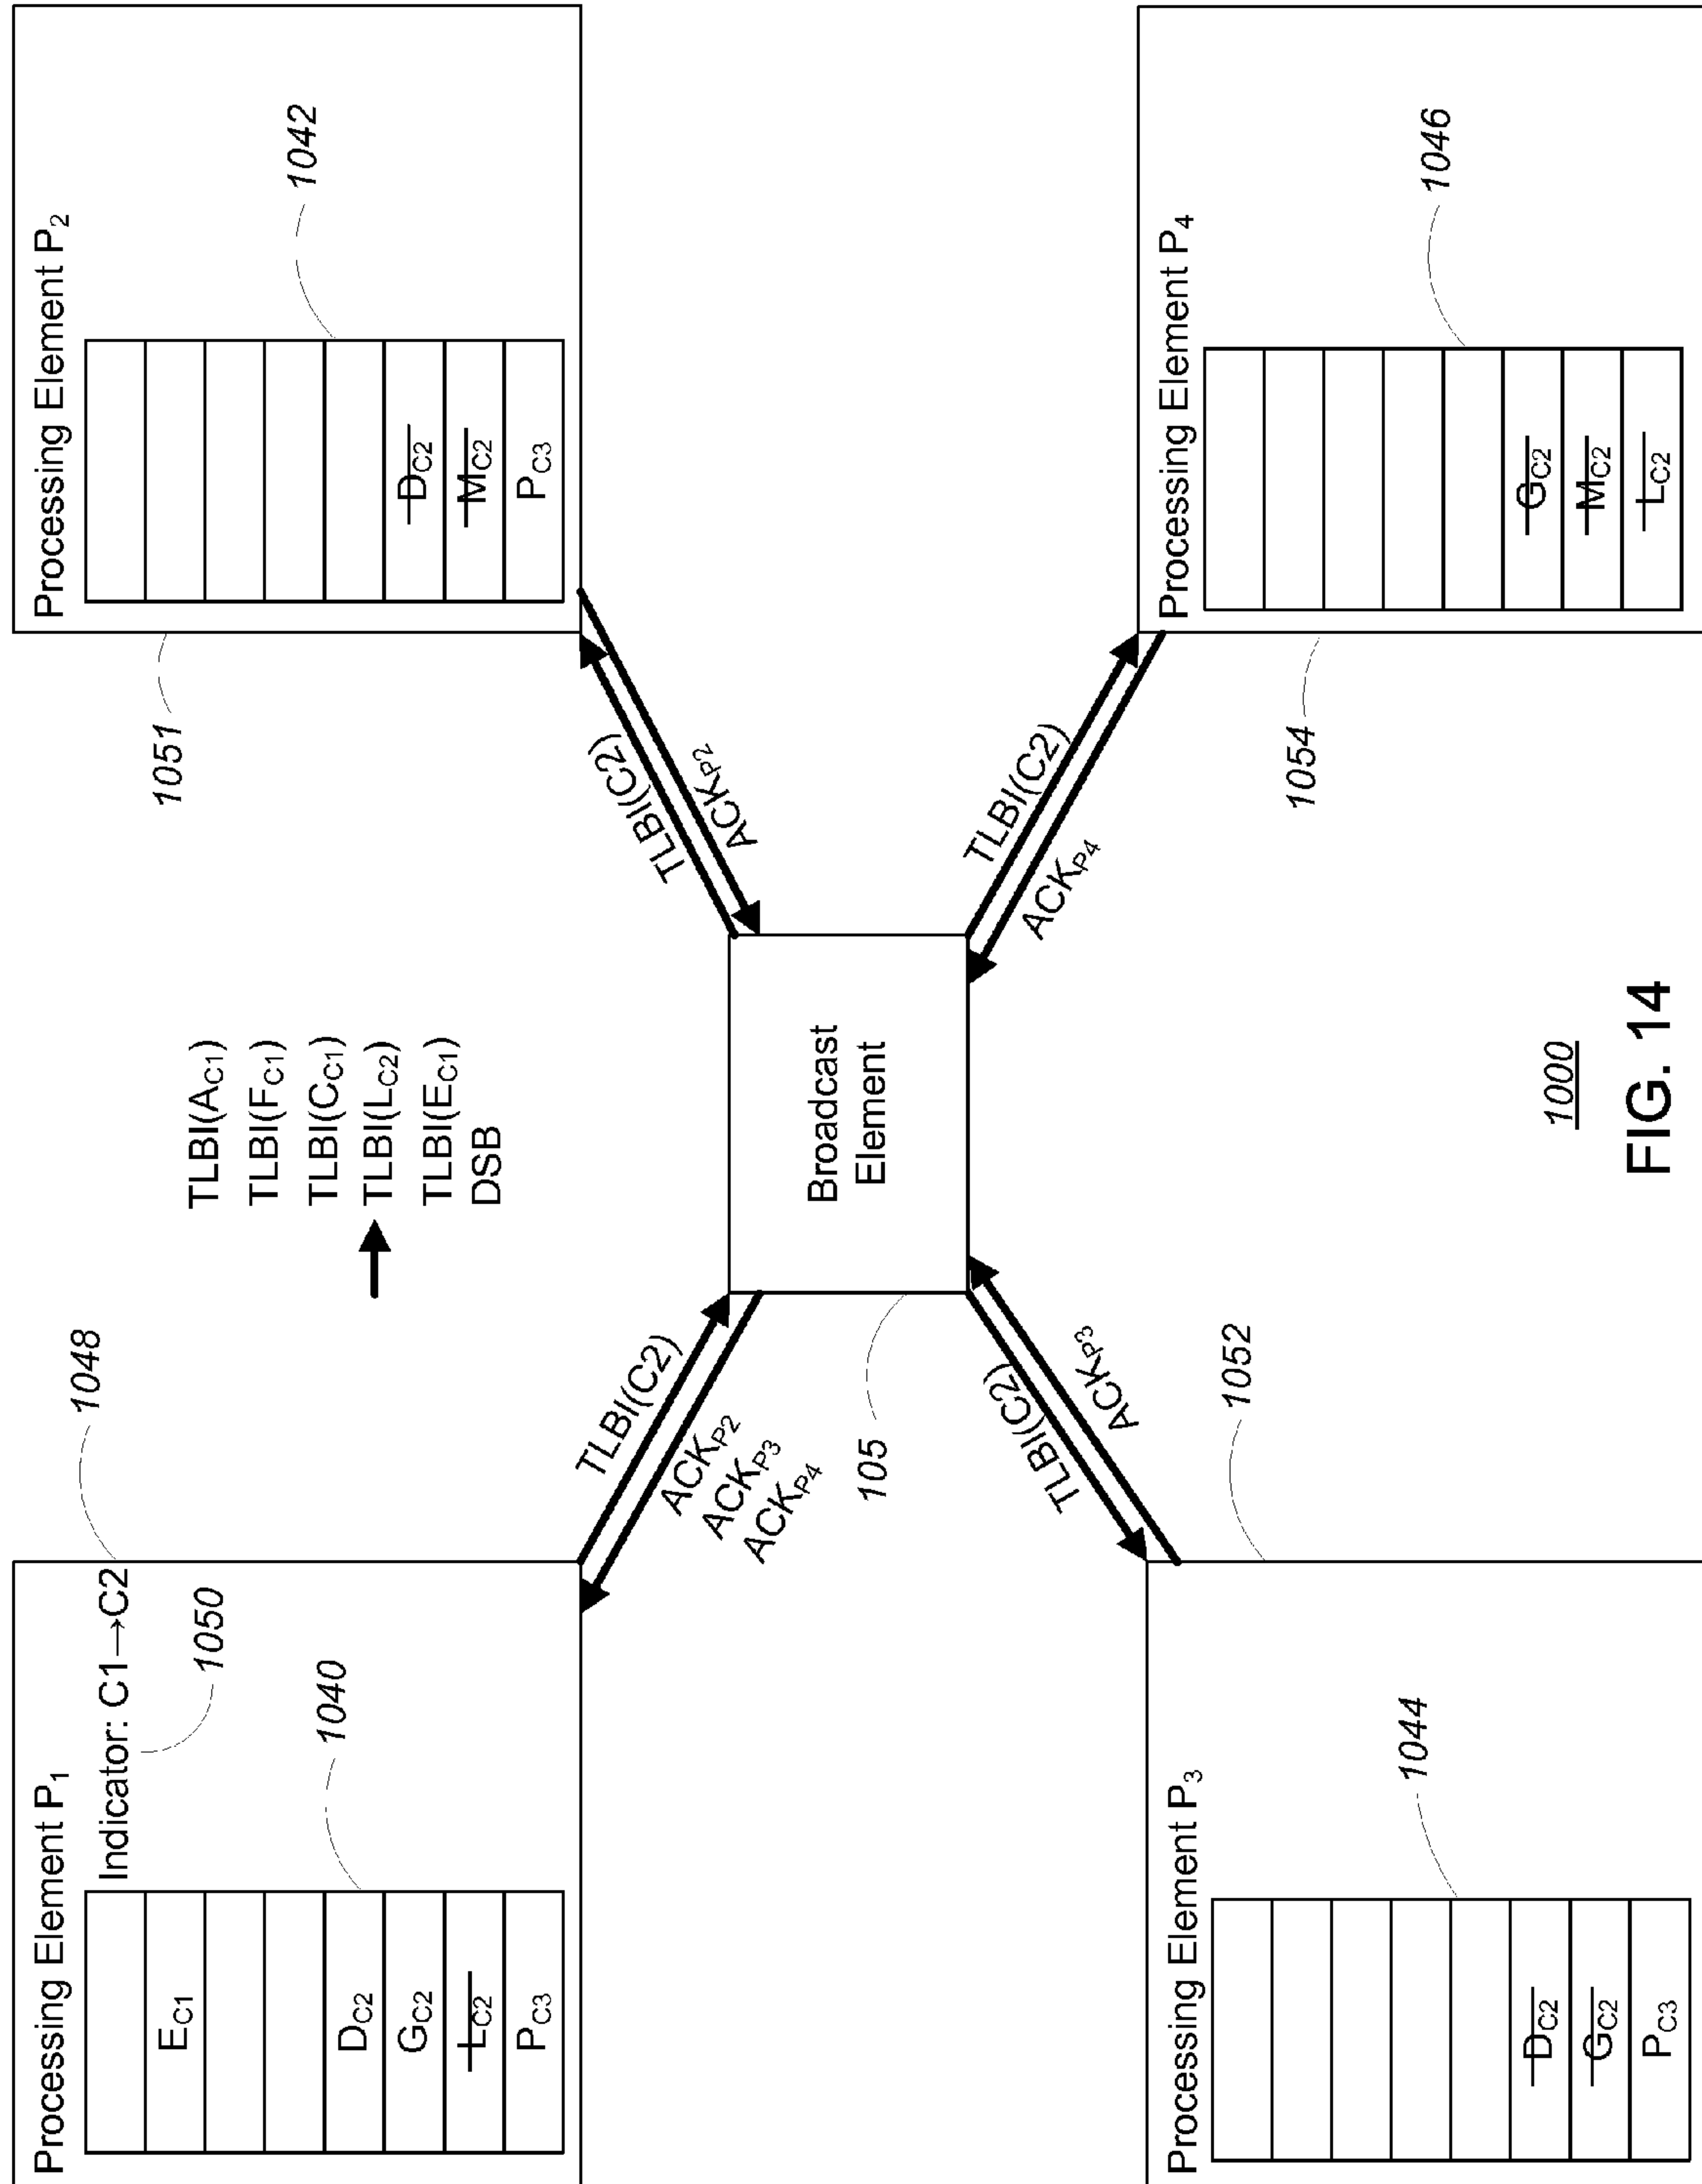 Processing Element P1
Indicator: C1→C2
1048
1050
1040
EC1
DC2
GC2
LC2
PC3
TLBI(AC1)
TLBI(FC1)
TLBI(CC1)
TLBI(LC2)
TLBI(EC1)
DSB
Processing Element P2
1051
1042
DC2
MC2
PC3
TLBI(C2)
ACKP2
ACKP3
ACKP4
TLBI(C2)
ACKP2
Broadcast
Element
105
TLBI(C2)
ACKP3
TLBI(C2)
ACKP4
Processing Element P3
1052
1044
DC2
GC2
PC3
Processing Element P4
1054
1046
GC2
MC2
LC2
1000
FIG. 14